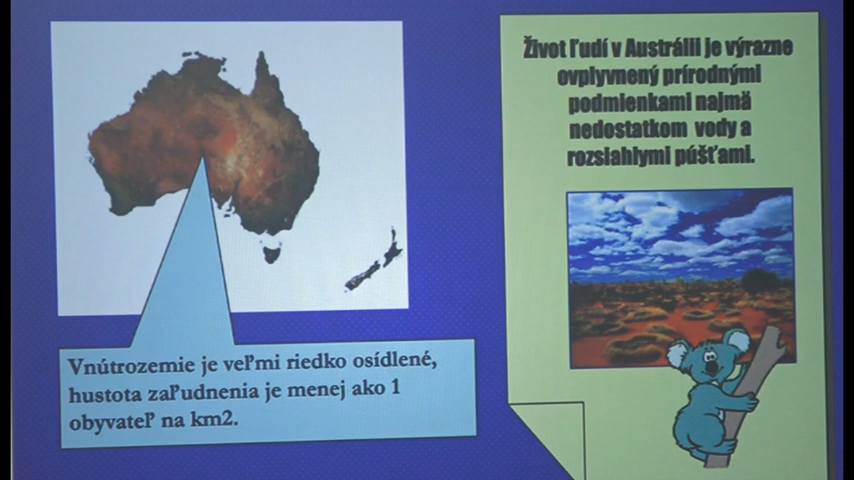 Život ľudí v Austrálii je výrazne
ovplyvnený prírodnými
podmienkami najmä
nedostatkom vody a
rozsiahlymi púšťami.
Vnútrozemie je veľmi riedko osídlené,
hustota zaľudnenia je menej ako 1
obyvateľ na km2.